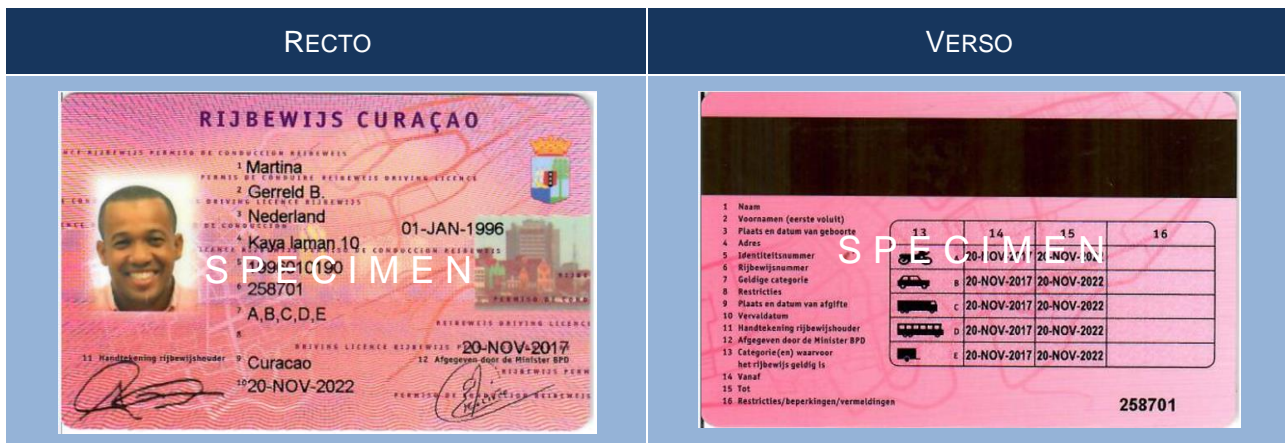 RECTO
VERSO
RIJBEWIJS CURAÇAO
1 Martina
2 Gerreld B.
3 Nederland 01-JAN-1996
4 Kaya Jaman 10
5 1996010190
6 258701
7 A,B,C,D,E
8
20-NOV-2017
9 Curacao
10 20-NOV-2022
11 Handtekening rijbewijshouder
12 Afgegeven door de Minister BPD
SPECIMEN
1 Naam
2 Voornamen (eerste voluit)
3 Plaats en datum van geboorte
4 Adres
5 Identiteitsnummer
6 Rijbewijsnummer
7 Geldige categorie
8 Restricties
9 Plaats en datum van afgifte
10 Vervaldatum
11 Handtekening rijbewijshouder
12 Afgegeven door de Minister BPD
13 Categorie(en) waarvoor
het rijbewijs geldig is
14 Vanaf
15 Tot
16 Restricties/beperkingen/vermeldingen
13 14 15 16
A 20-NOV-2017 20-NOV-2022
B 20-NOV-2017 20-NOV-2022
C 20-NOV-2017 20-NOV-2022
D 20-NOV-2017 20-NOV-2022
E 20-NOV-2017 20-NOV-2022
SPECIMEN
258701